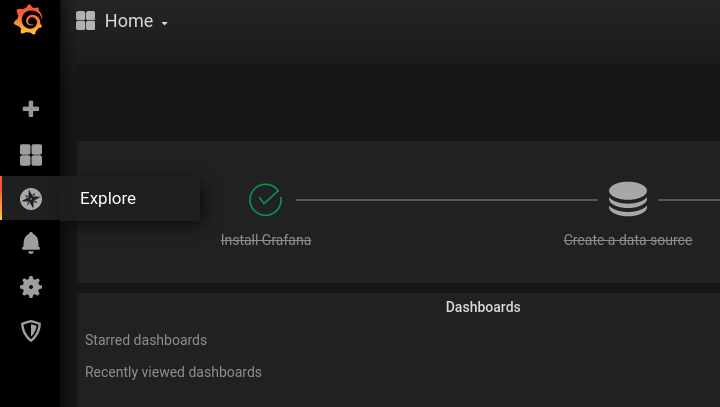 Home
Explore
Install Grafana
Create a data source
Dashboards
Starred dashboards
Recently viewed dashboards